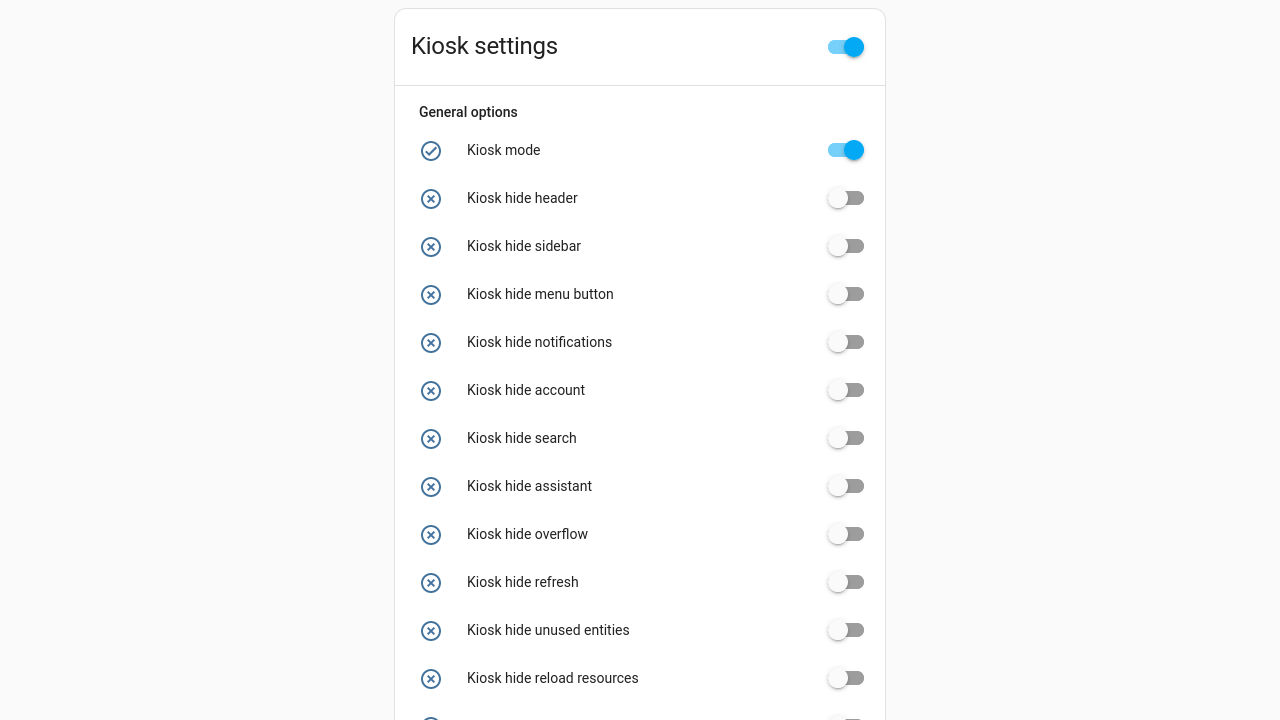 Kiosk settings
General options
Kiosk mode
Kiosk hide header
Kiosk hide sidebar
Kiosk hide menu button
Kiosk hide notifications
Kiosk hide account
Kiosk hide search
Kiosk hide assistant
Kiosk hide overflow
Kiosk hide refresh
Kiosk hide unused entities
Kiosk hide reload resources